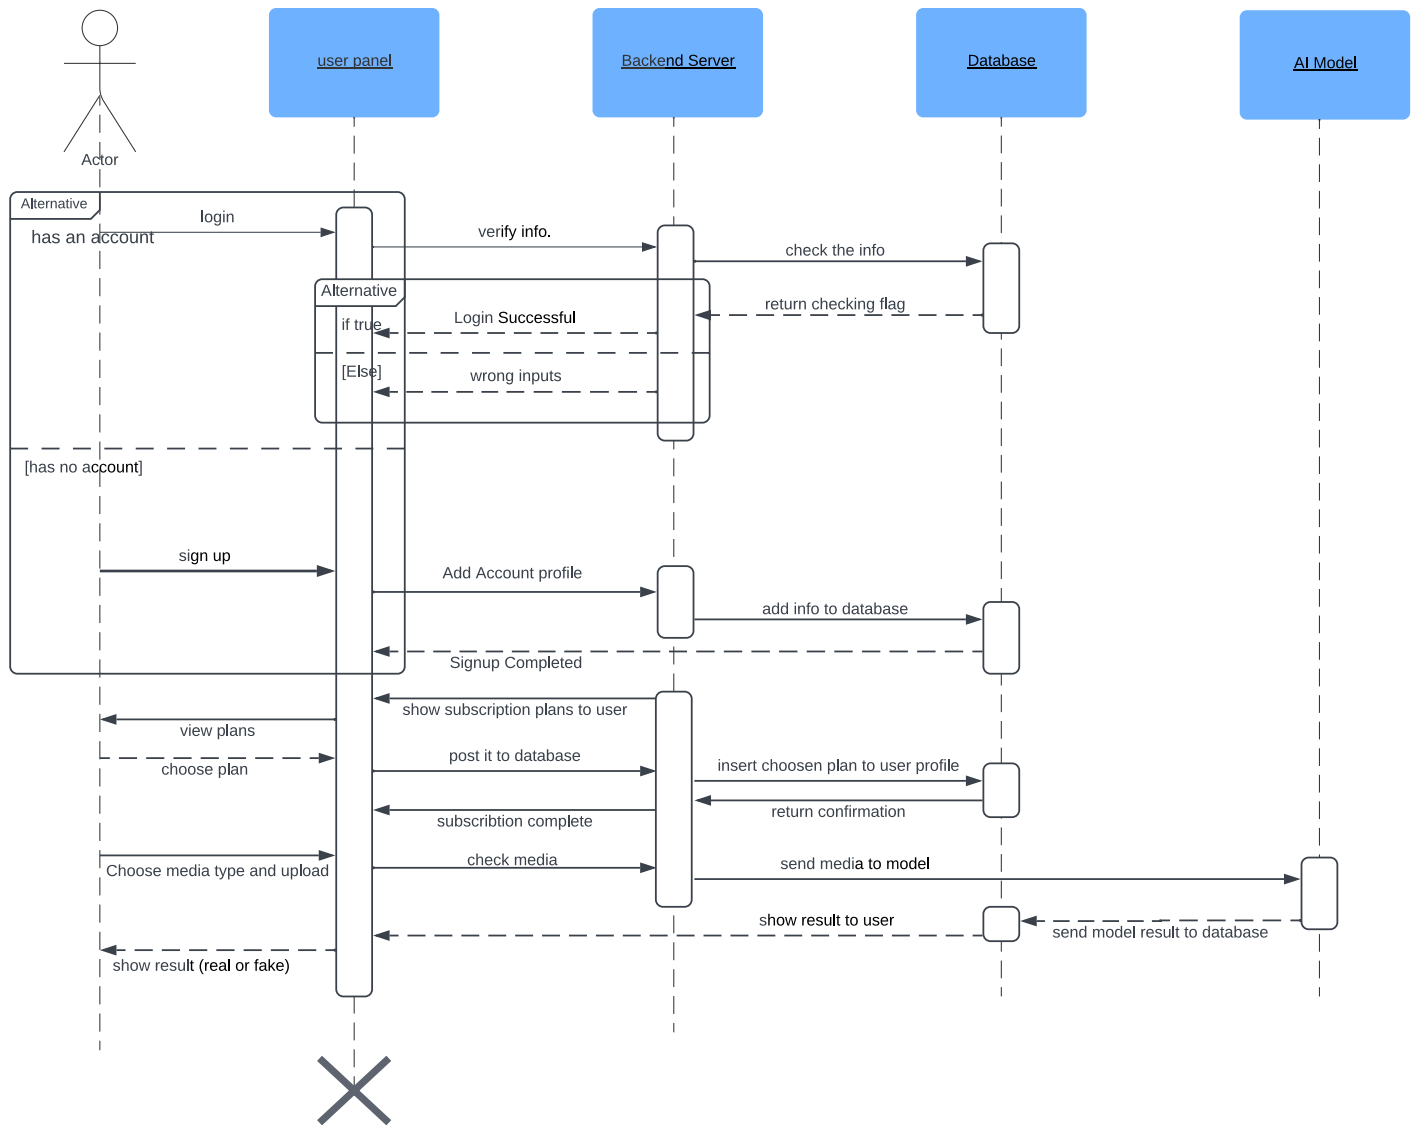 user panel
Backend Server
Database
AI Model
Actor
Alternative
login
has an account
verify info.
check the info
Alternative
return checking flag
if true
Login Successful
[Else]
wrong inputs
[has no account]
sign up
Add Account profile
add info to database
Signup Completed
show subscription plans to user
view plans
choose plan
post it to database
insert choosen plan to user profile
return confirmation
subscribtion complete
Choose media type and upload
check media
send media to model
show result to user
send model result to database
show result (real or fake)